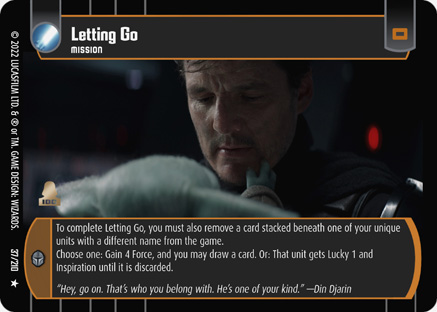 Letting Go
MISSION
© 2022 LUCASFILM LTD. & ® or TM. GAME DESIGN: WIZARDS.
37/210
IDC
To complete Letting Go, you must also remove a card stacked beneath one of your unique
units with a different name from the game.
Choose one: Gain 4 Force, and you may draw a card. Or: That unit gets Lucky 1 and
Inspiration until it is discarded.
"Hey, go on. That's who you belong with. He's one of your kind." —Din Djarin